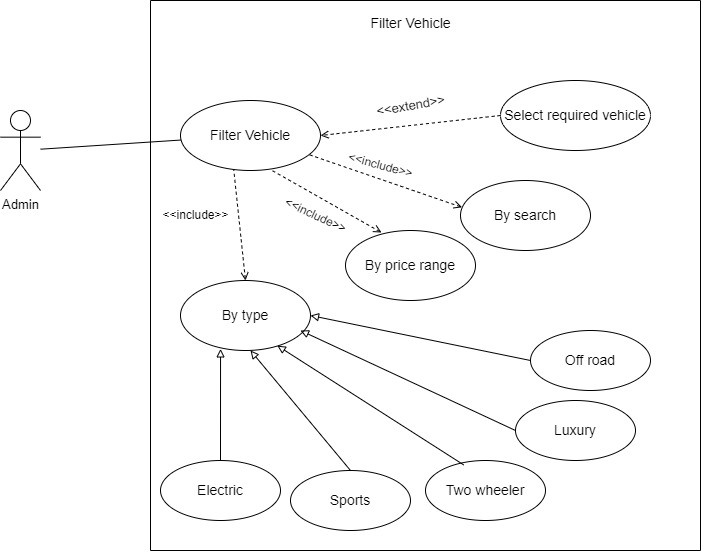 Filter Vehicle
<<extend>>
Select required vehicle
Filter Vehicle
<<include>>
Admin
<<include>>
<<include>>
By search
By price range
By type
Off road
Luxury
Electric
Sports
Two wheeler